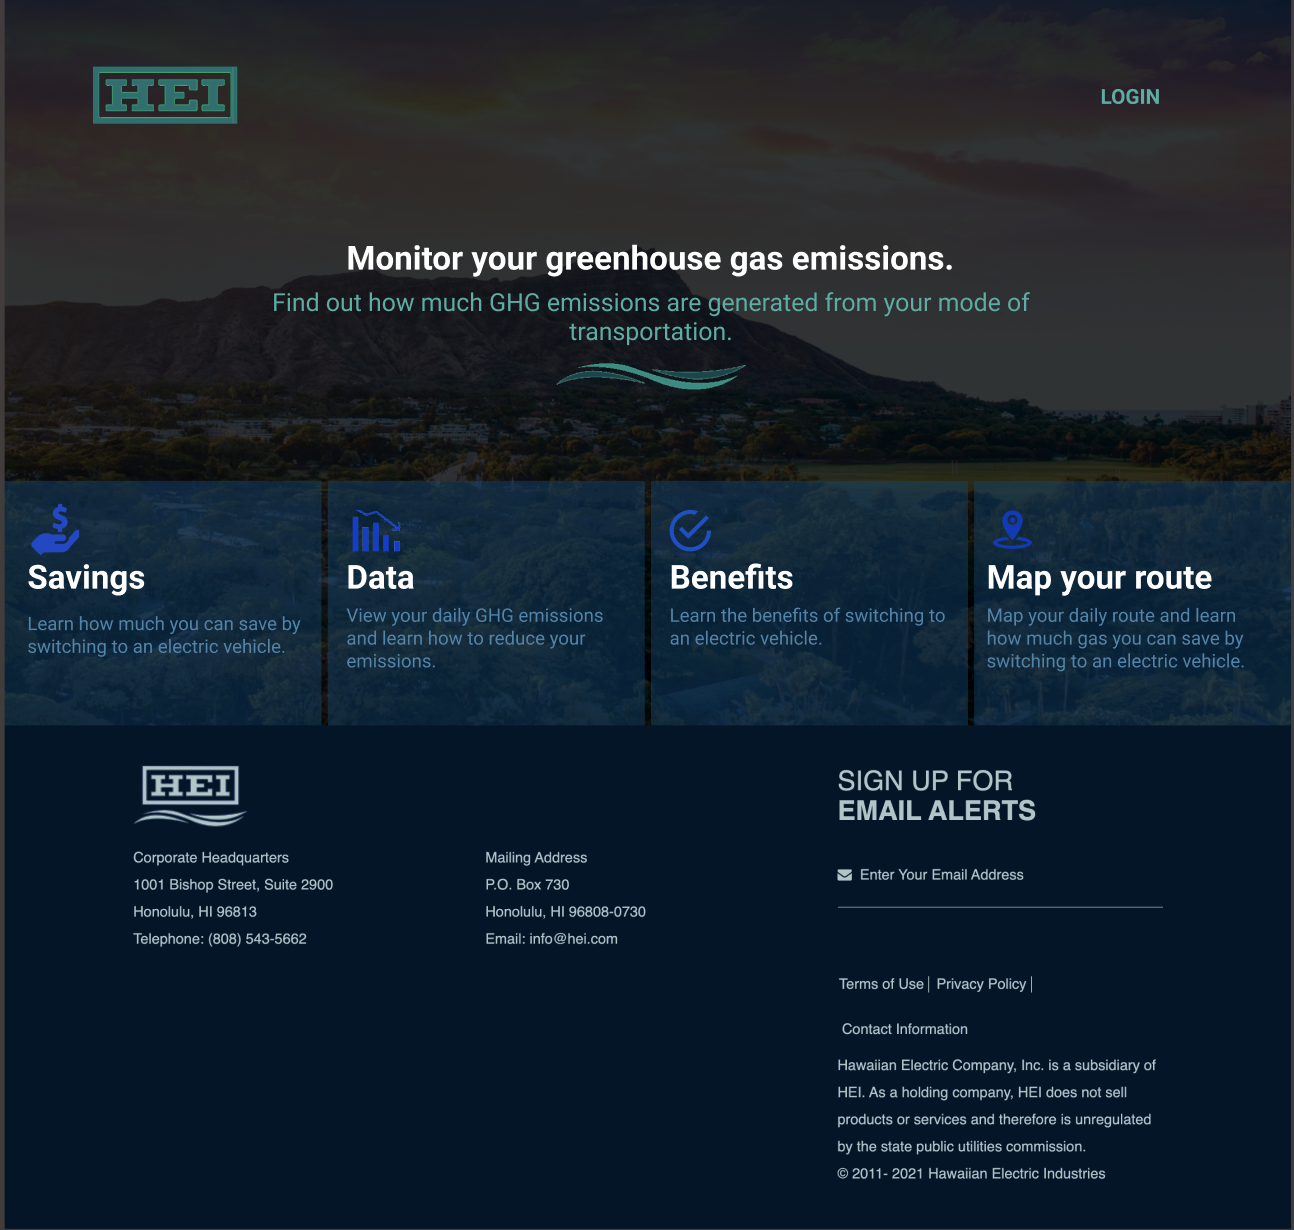 HEI
LOGIN
Monitor your greenhouse gas emissions.
Find out how much GHG emissions are generated from your mode of
transportation.
$
Savings
Learn how much you can save by
switching to an electric vehicle.
Data
View your daily GHG emissions
and learn how to reduce your
emissions.
Benefits
Learn the benefits of switching to
an electric vehicle.
Map your route
Map your daily route and learn
how much gas you can save by
switching to an electric vehicle.
HEI
Corporate Headquarters
1001 Bishop Street, Suite 2900
Honolulu, HI 96813
Telephone: (808) 543-5662
Mailing Address
P.O. Box 730
Honolulu, HI 96808-0730
Email: info@hei.com
SIGN UP FOR
EMAIL ALERTS
Enter Your Email Address
Terms of Use | Privacy Policy |
Contact Information
Hawaiian Electric Company, Inc. is a subsidiary of
HEI. As a holding company, HEI does not sell
products or services and therefore is unregulated
by the state public utilities commission.
© 2011- 2021 Hawaiian Electric Industries